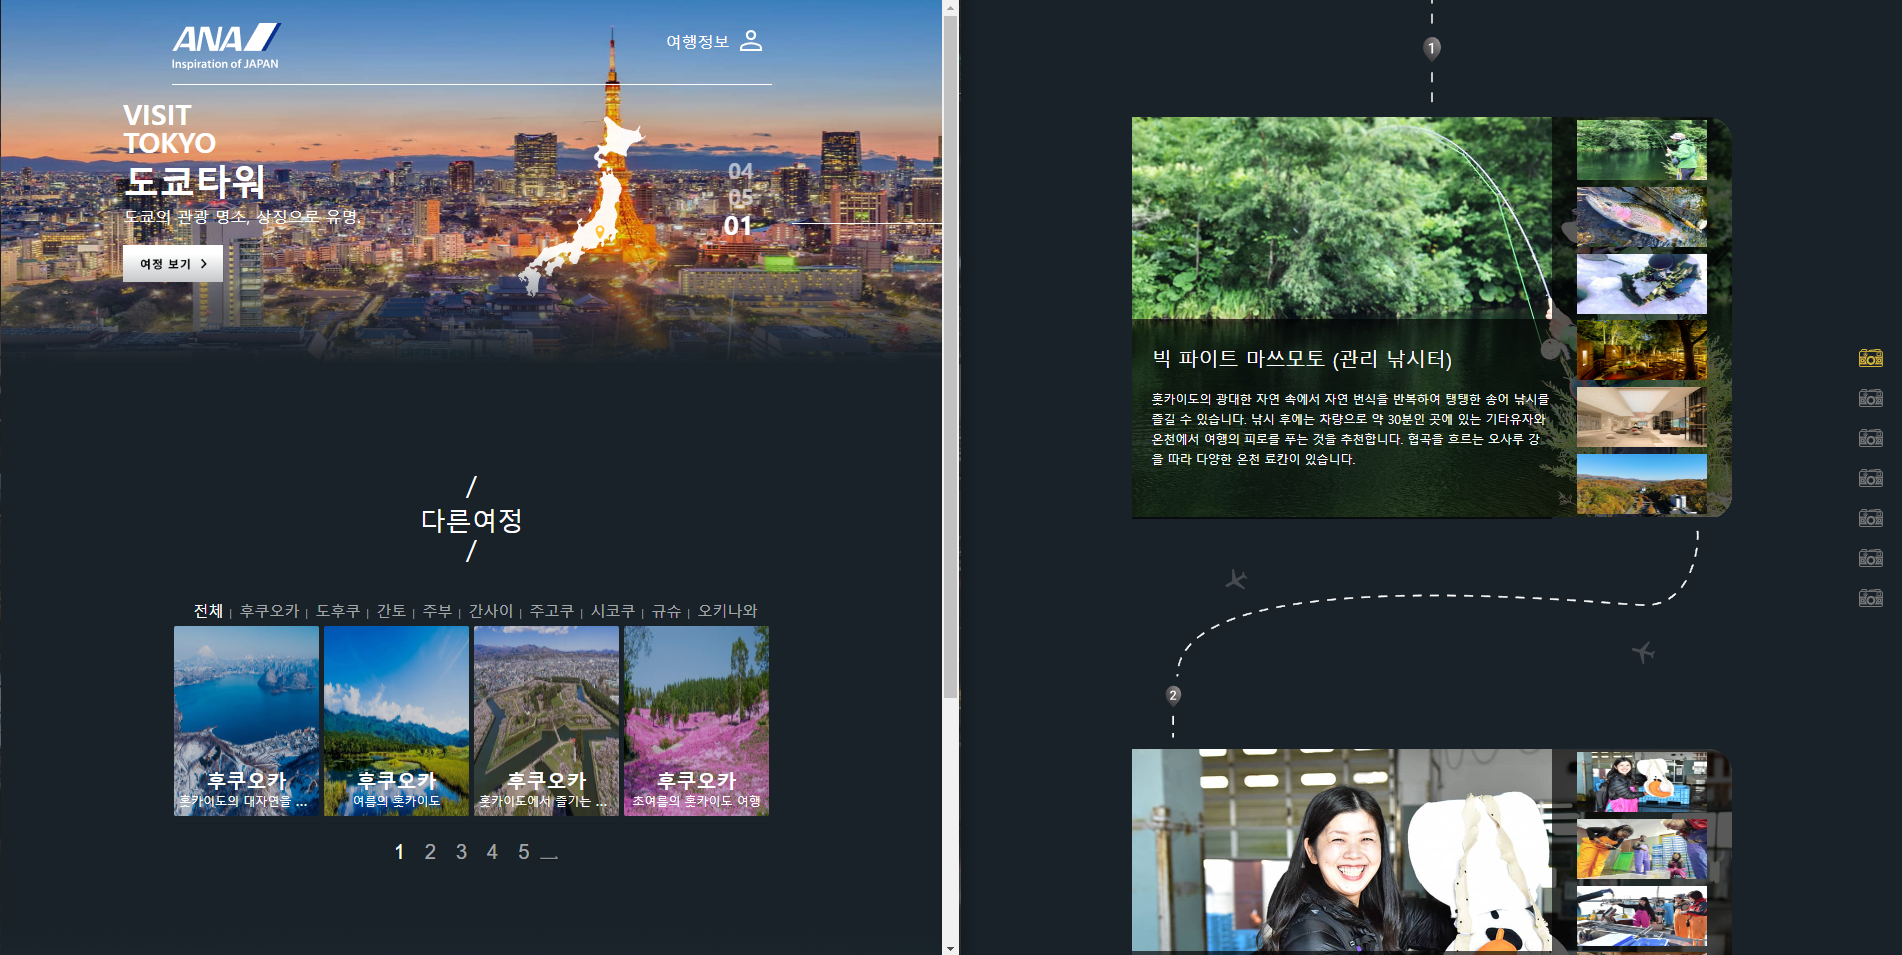 ANA
Inspiration of JAPAN
여행정보
VISIT
TOKYO
도쿄타워
도쿄의 관광 명소, 상징으로 유명.
여정 보기 >
04
05
01
/
다른여정
/
전체 | 후쿠오카 | 도후쿠 | 간토 | 주부 | 간사이 | 주고쿠 | 시코쿠 | 규슈 | 오키나와
후쿠오카
홋카이도의 대자연을 ...
후쿠오카
여름의 홋카이도
후쿠오카
홋카이도에서 즐기는 ...
후쿠오카
초여름의 홋카이도 여행
1 2 3 4 5
1
빅 파이트 마쓰모토 (관리 낚시터)
홋카이도의 광대한 자연 속에서 자연 번식을 반복하여 탱탱한 송어 낚시를
즐길 수 있습니다. 낚시 후에는 차량으로 약 30분인 곳에 있는 기타유자와
온천에서 여행의 피로를 푸는 것을 추천합니다. 협곡을 흐르는 오사루 강
을 따라 다양한 온천 료칸이 있습니다.
2